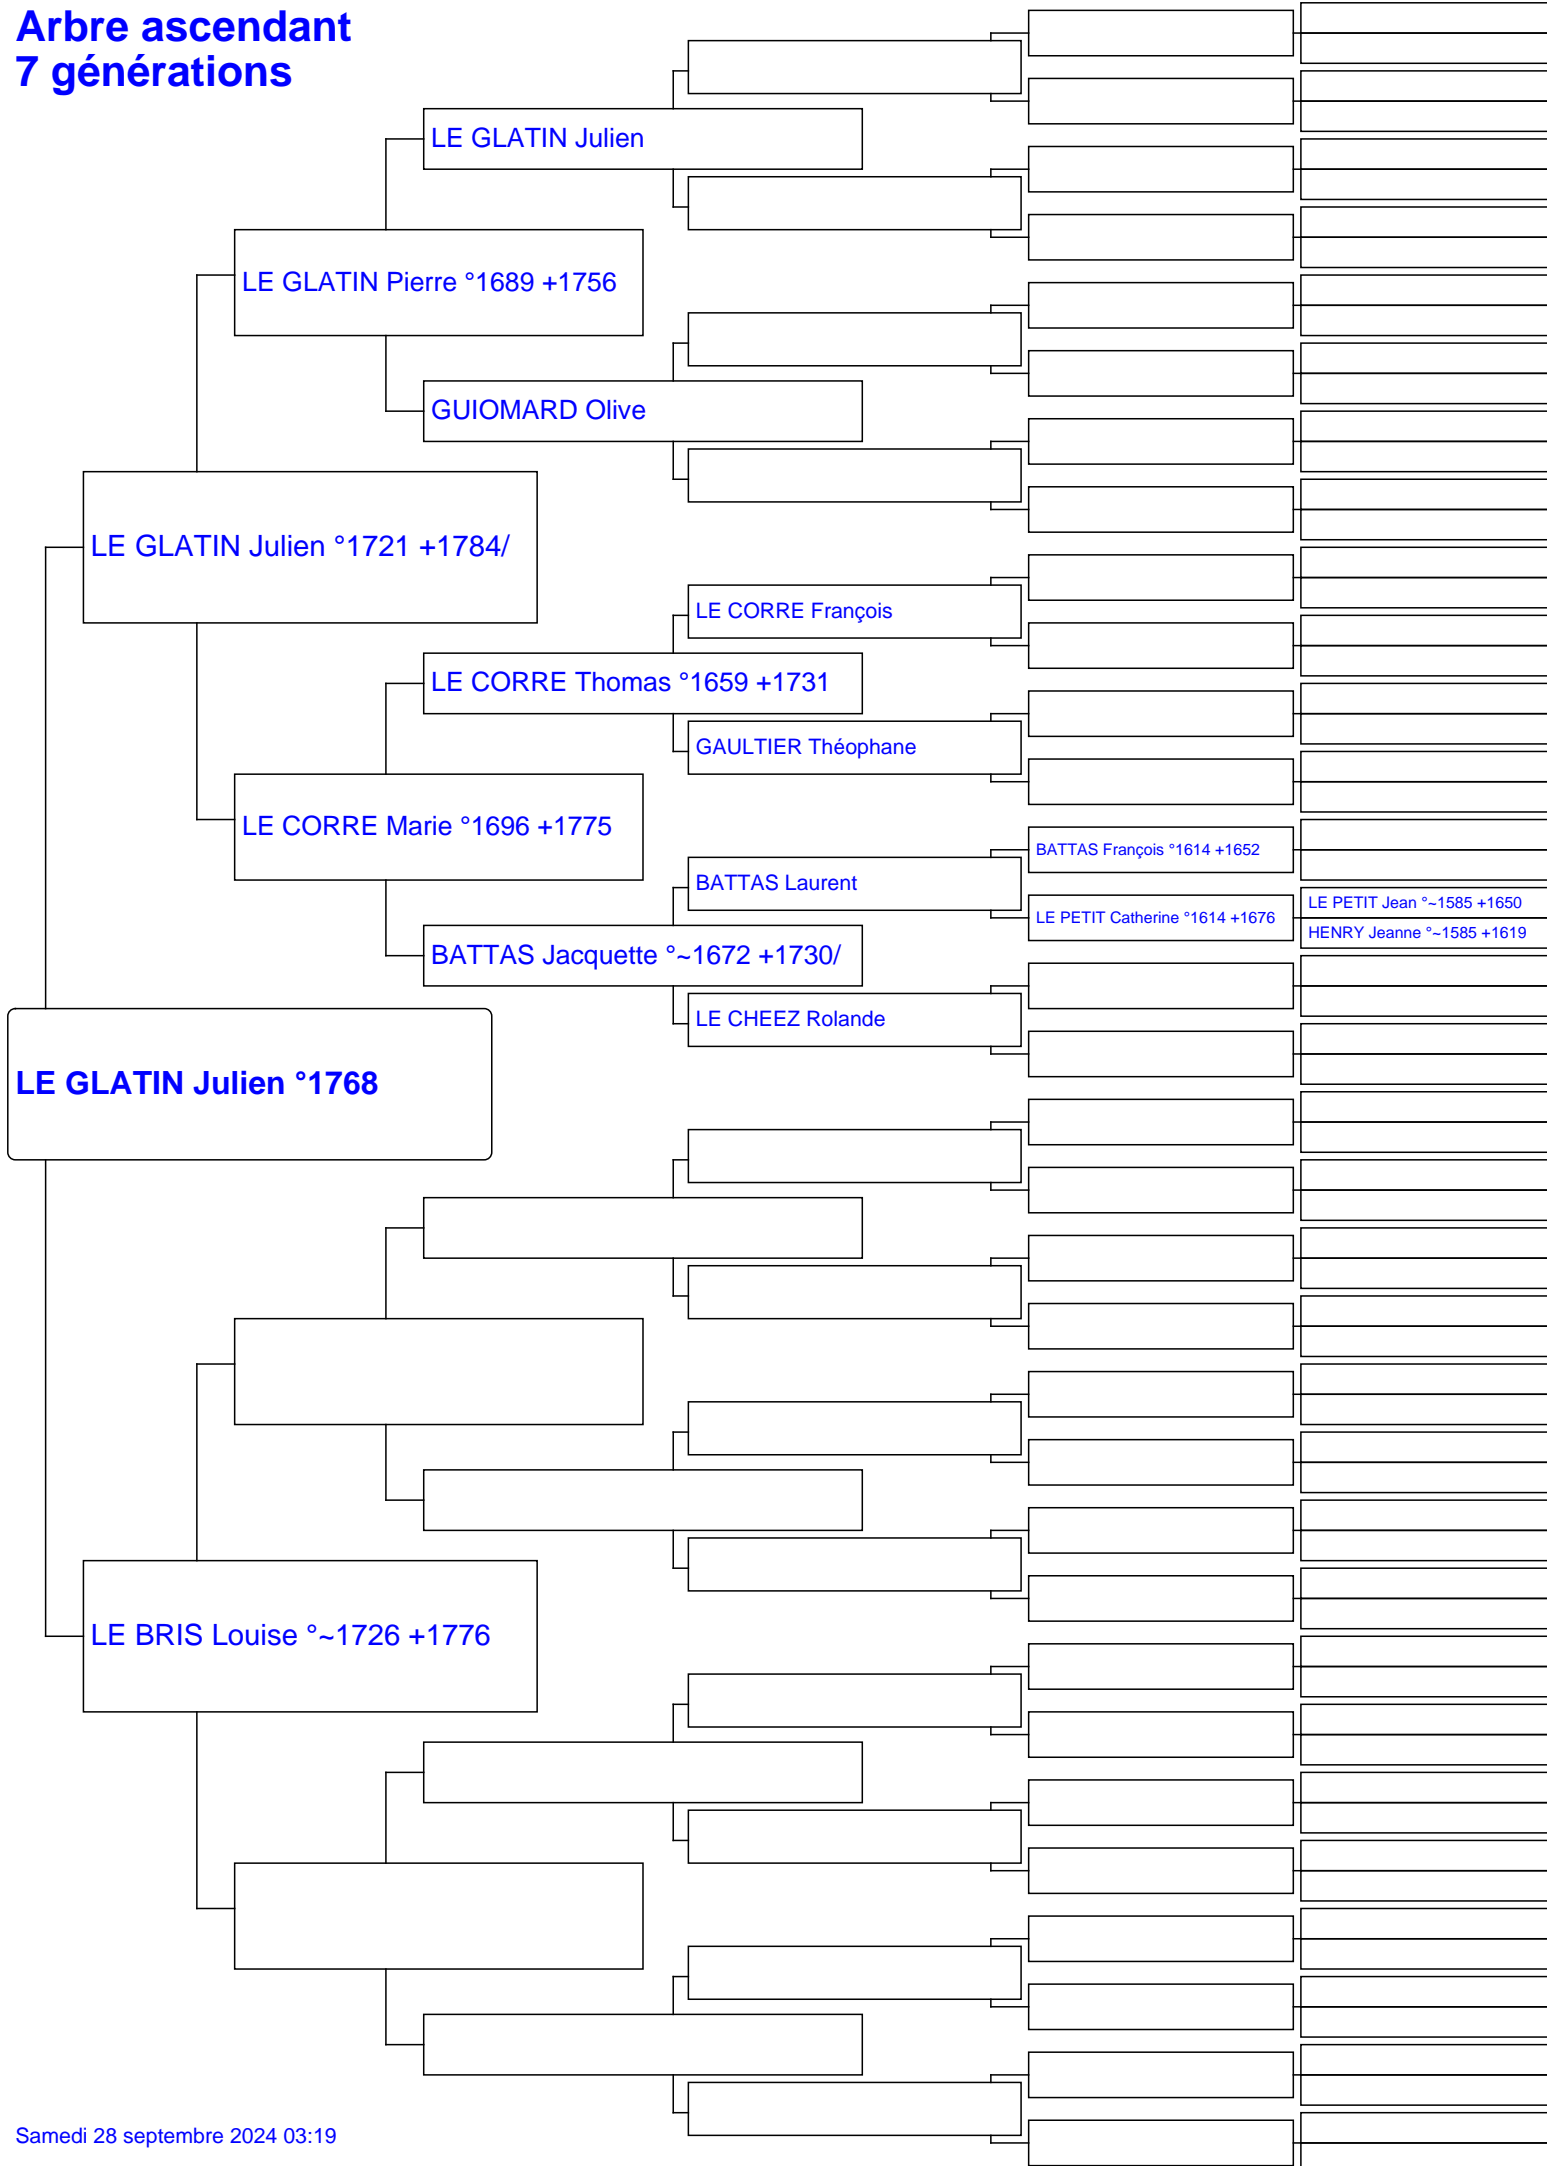 Arbre ascendant
7 générations
LE GLATIN Julien
LE GLATIN Pierre °1689 +1756
GUIOMARD Olive
LE GLATIN Julien °1721 +1784/
LE CORRE François
LE CORRE Thomas °1659 +1731
GAULTIER Théophane
LE CORRE Marie °1696 +1775
BATTAS François °1614 +1652
BATTAS Laurent
LE PETIT Jean °~1585 +1650
LE PETIT Catherine °1614 +1676
HENRY Jeanne °~1585 +1619
BATTAS Jacquette °~1672 +1730/
LE CHEEZ Rolande
LE GLATIN Julien °1768
LE BRIS Louise °~1726 +1776
Samedi 28 septembre 2024 03:19